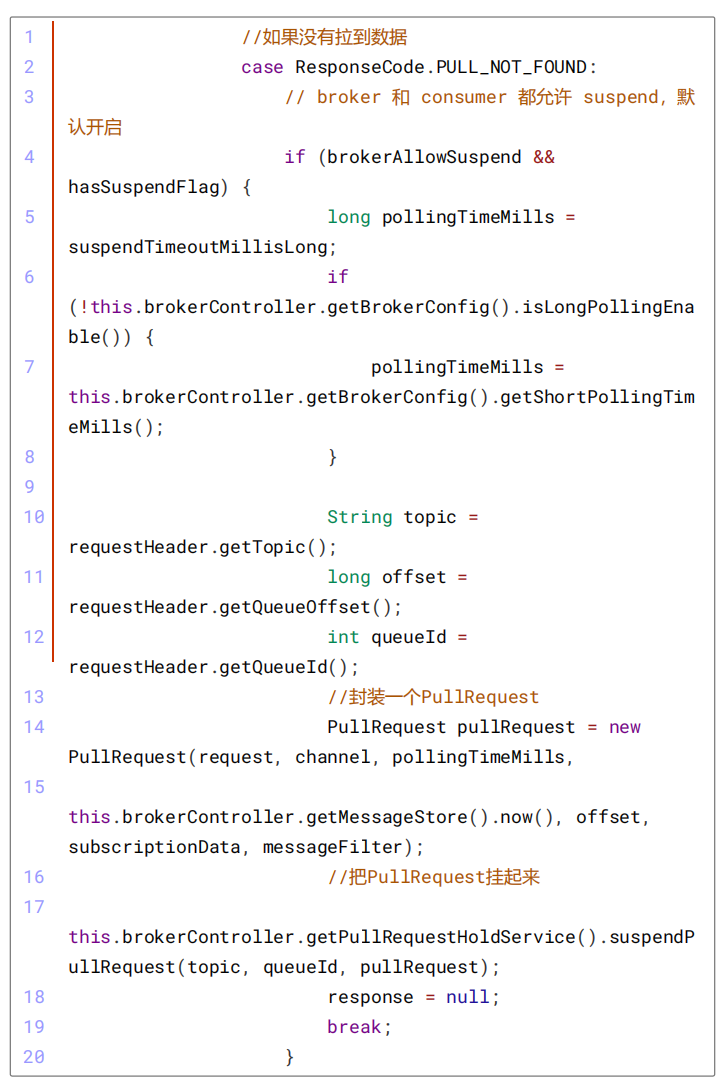 1 //如果没有拉到数据
2 case ResponseCode.PULL_NOT_FOUND:
3 // broker 和 consumer 都允许 suspend，默
认开启
4 if (brokerAllowSuspend &&
hasSuspendFlag) {
5 long pollingTimeMills =
suspendTimeoutMillisLong;
6 if
(!this.brokerController.getBrokerConfig().isLongPollingEna
ble()) {
7 pollingTimeMills =
this.brokerController.getBrokerConfig().getShortPollingTim
eMills();
8 }
9
10 String topic =
requestHeader.getTopic();
11 long offset =
requestHeader.getQueueOffset();
12 int queueId =
requestHeader.getQueueId();
13 //封装一个PullRequest
14 PullRequest pullRequest = new
PullRequest(request, channel, pollingTimeMills,
15
this.brokerController.getMessageStore().now(), offset,
subscriptionData, messageFilter);
16 //把PullRequest挂起来
17
this.brokerController.getPullRequestHoldService().suspendP
ullRequest(topic, queueId, pullRequest);
18 response = null;
19 break;
20 }